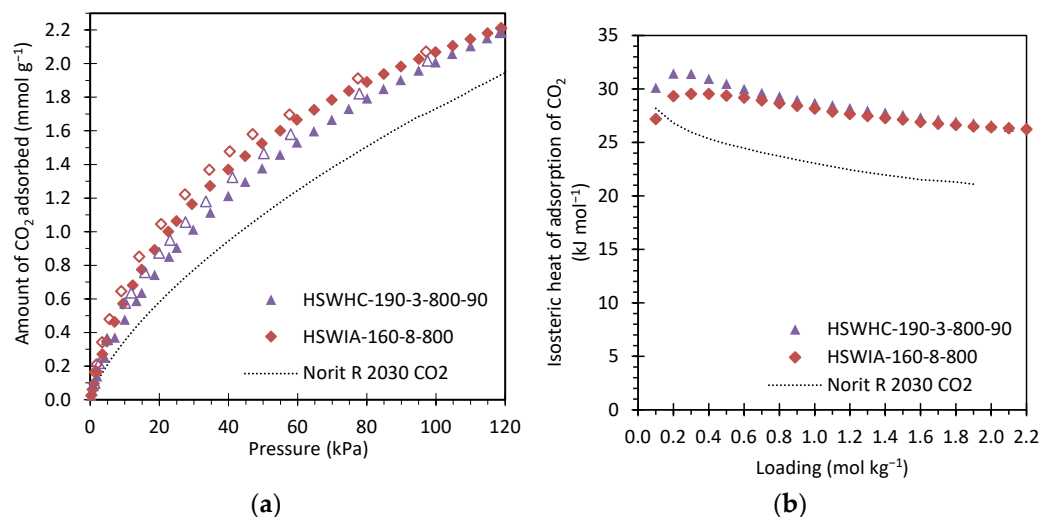 Amount of CO₂ adsorbed (mmol g⁻¹)
2.2
2.0
1.8
1.6
1.4
1.2
1.0
0.8
0.6
0.4
0.2
0.0
HSWHC-190-3-800-90
HSWIA-160-8-800
Norit R 2030 CO2
0 20 40 60 80 100 120
Pressure (kPa)
(a)
Isosteric heat of adsorption of CO₂
(kJ mol⁻¹)
35
30
25
20
15
10
5
0
HSWHC-190-3-800-90
HSWIA-160-8-800
Norit R 2030 CO2
0.0 0.2 0.4 0.6 0.8 1.0 1.2 1.4 1.6 1.8 2.0 2.2
Loading (mol kg⁻¹)
(b)